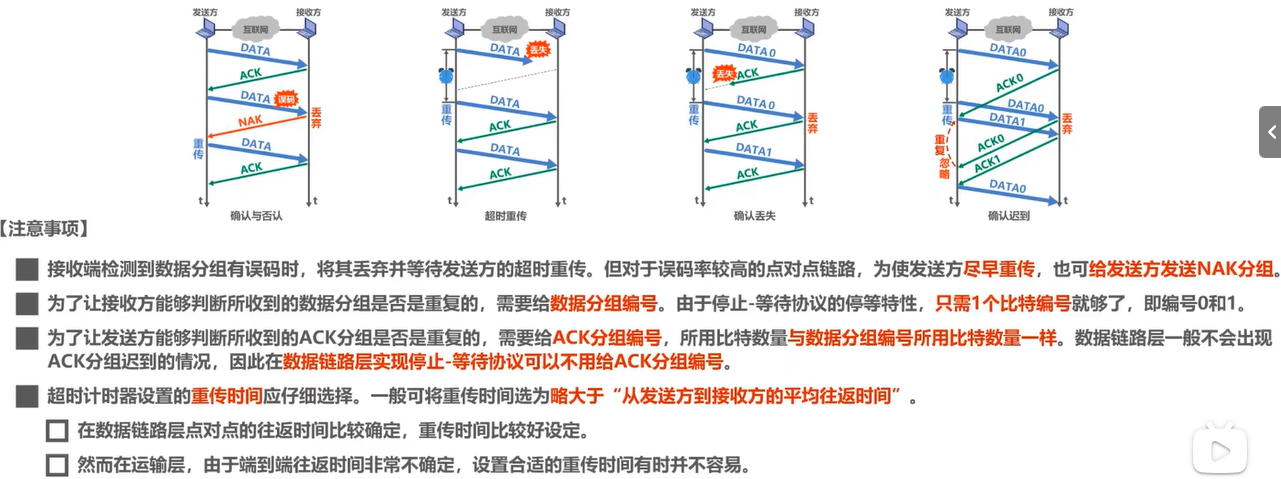 发送方 互联网 接收方
DATA
ACK
DATA 误码
NAK 丢弃
重传
DATA
ACK
t t
确认与否认
发送方 互联网 接收方
DATA 丢失
重传
DATA
ACK
DATA
ACK
t t
超时重传
发送方 互联网 接收方
DATA 0
丢失 ACK
重传
DATA 0
丢弃
ACK
DATA1
ACK
t t
确认丢失
发送方 互联网 接收方
DATA0
ACK0
重传
DATA0
DATA1
丢弃
重复 忽略
ACK0
ACK1
DATA0
t t
确认迟到
【注意事项】
接收端检测到数据分组有误码时，将其丢弃并等待发送方的超时重传。但对于误码率较高的点对点链路，为使发送方尽早重传，也可给发送方发送NAK分组。
为了让接收方能够判断所收到的数据分组是否是重复的，需要给数据分组编号。由于停止-等待协议的停等特性，只需1个比特编号就够了，即编号0和1。
为了让发送方能够判断所收到的ACK分组是否是重复的，需要给ACK分组编号，所用比特数量与数据分组编号所用比特数量一样。数据链路层一般不会出现
ACK分组迟到的情况，因此在数据链路层实现停止-等待协议可以不用给ACK分组编号。
超时计时器设置的重传时间应仔细选择。一般可将重传时间选为略大于“从发送方到接收方的平均往返时间”。
在数据链路层点对点的往返时间比较确定，重传时间比较好设定。
然而在运输层，由于端到端往返时间非常不确定，设置合适的重传时间有时并不容易。